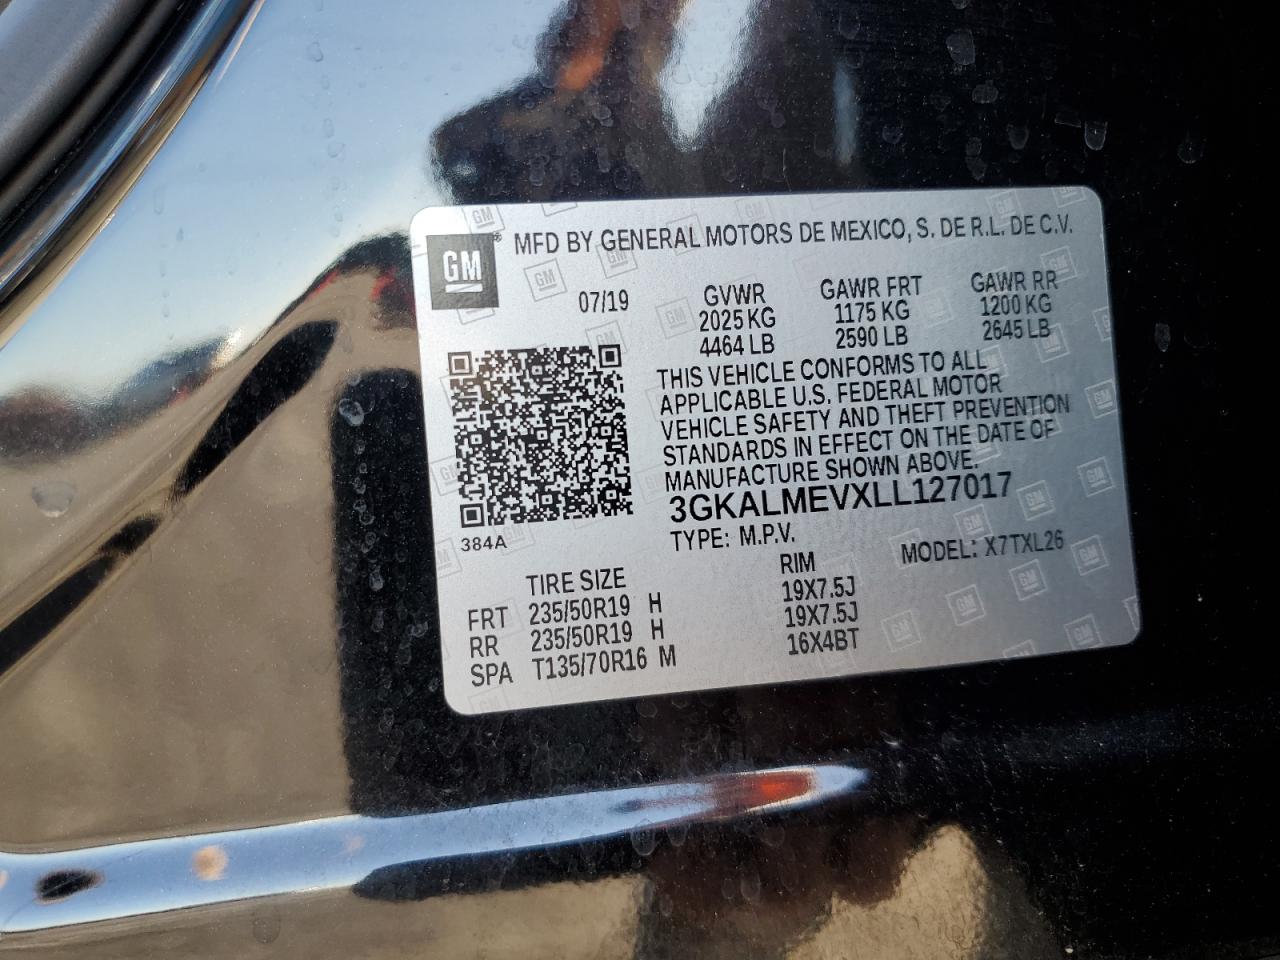 GM
MFD BY GENERAL MOTORS DE MEXICO, S. DE R.L. DE C.V.
07/19
GVWR
2025 KG
4464 LB
GAWR FRT
1175 KG
2590 LB
GAWR RR
1200 KG
2645 LB
THIS VEHICLE CONFORMS TO ALL
APPLICABLE U.S. FEDERAL MOTOR
VEHICLE SAFETY AND THEFT PREVENTION
STANDARDS IN EFFECT ON THE DATE OF
MANUFACTURE SHOWN ABOVE.
3GKALMEVXLL127017
TYPE: M.P.V.
MODEL: X7TXL26
384A
TIRE SIZE RIM
FRT 235/50R19 H 19X7.5J
RR 235/50R19 H 19X7.5J
SPA T135/70R16 M 16X4BT